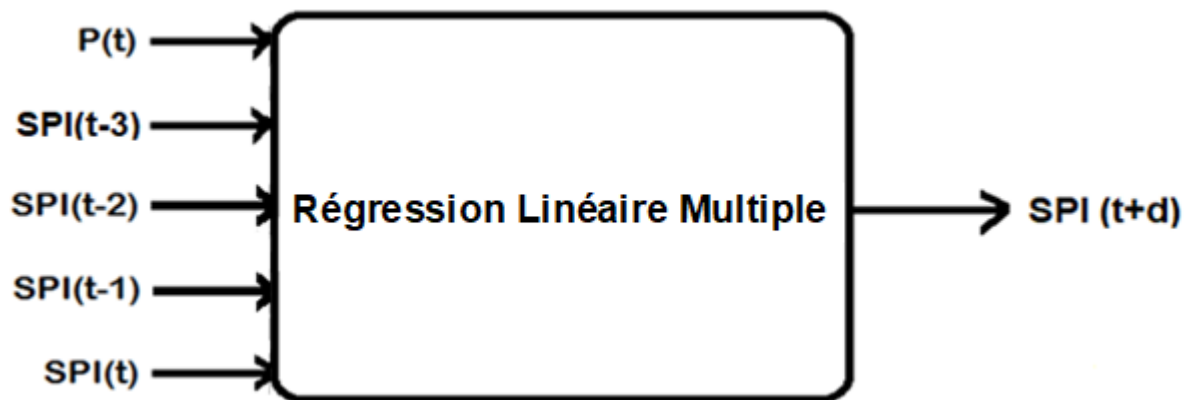 P(t)
SPI(t-3)
SPI(t-2)
SPI(t-1)
SPI(t)
Régression Linéaire Multiple
SPI (t+d)